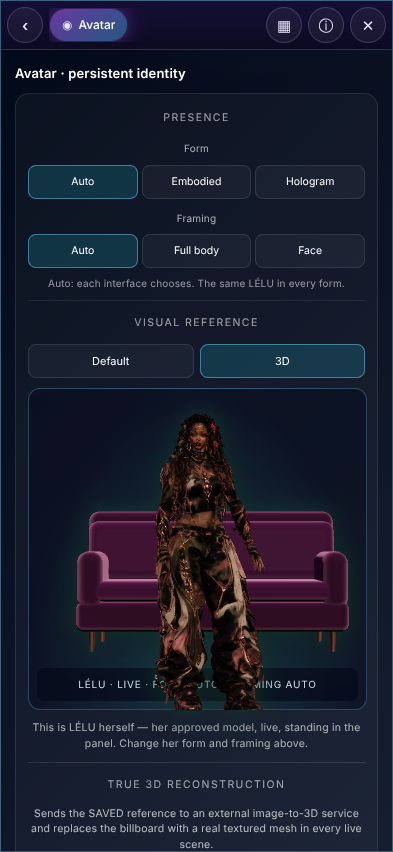 Avatar
Avatar · persistent identity
PRESENCE
Form
Auto Embodied Hologram
Framing
Auto Full body Face
Auto: each interface chooses. The same LÉLU in every form.
VISUAL REFERENCE
Default 3D
LÉLU · LIVE · AUTO
This is LÉLU herself — her approved model, live, standing in the
panel. Change her form and framing above.
TRUE 3D RECONSTRUCTION
Sends the SAVED reference to an external image-to-3D service
and replaces the billboard with a real textured mesh in every live
scene.